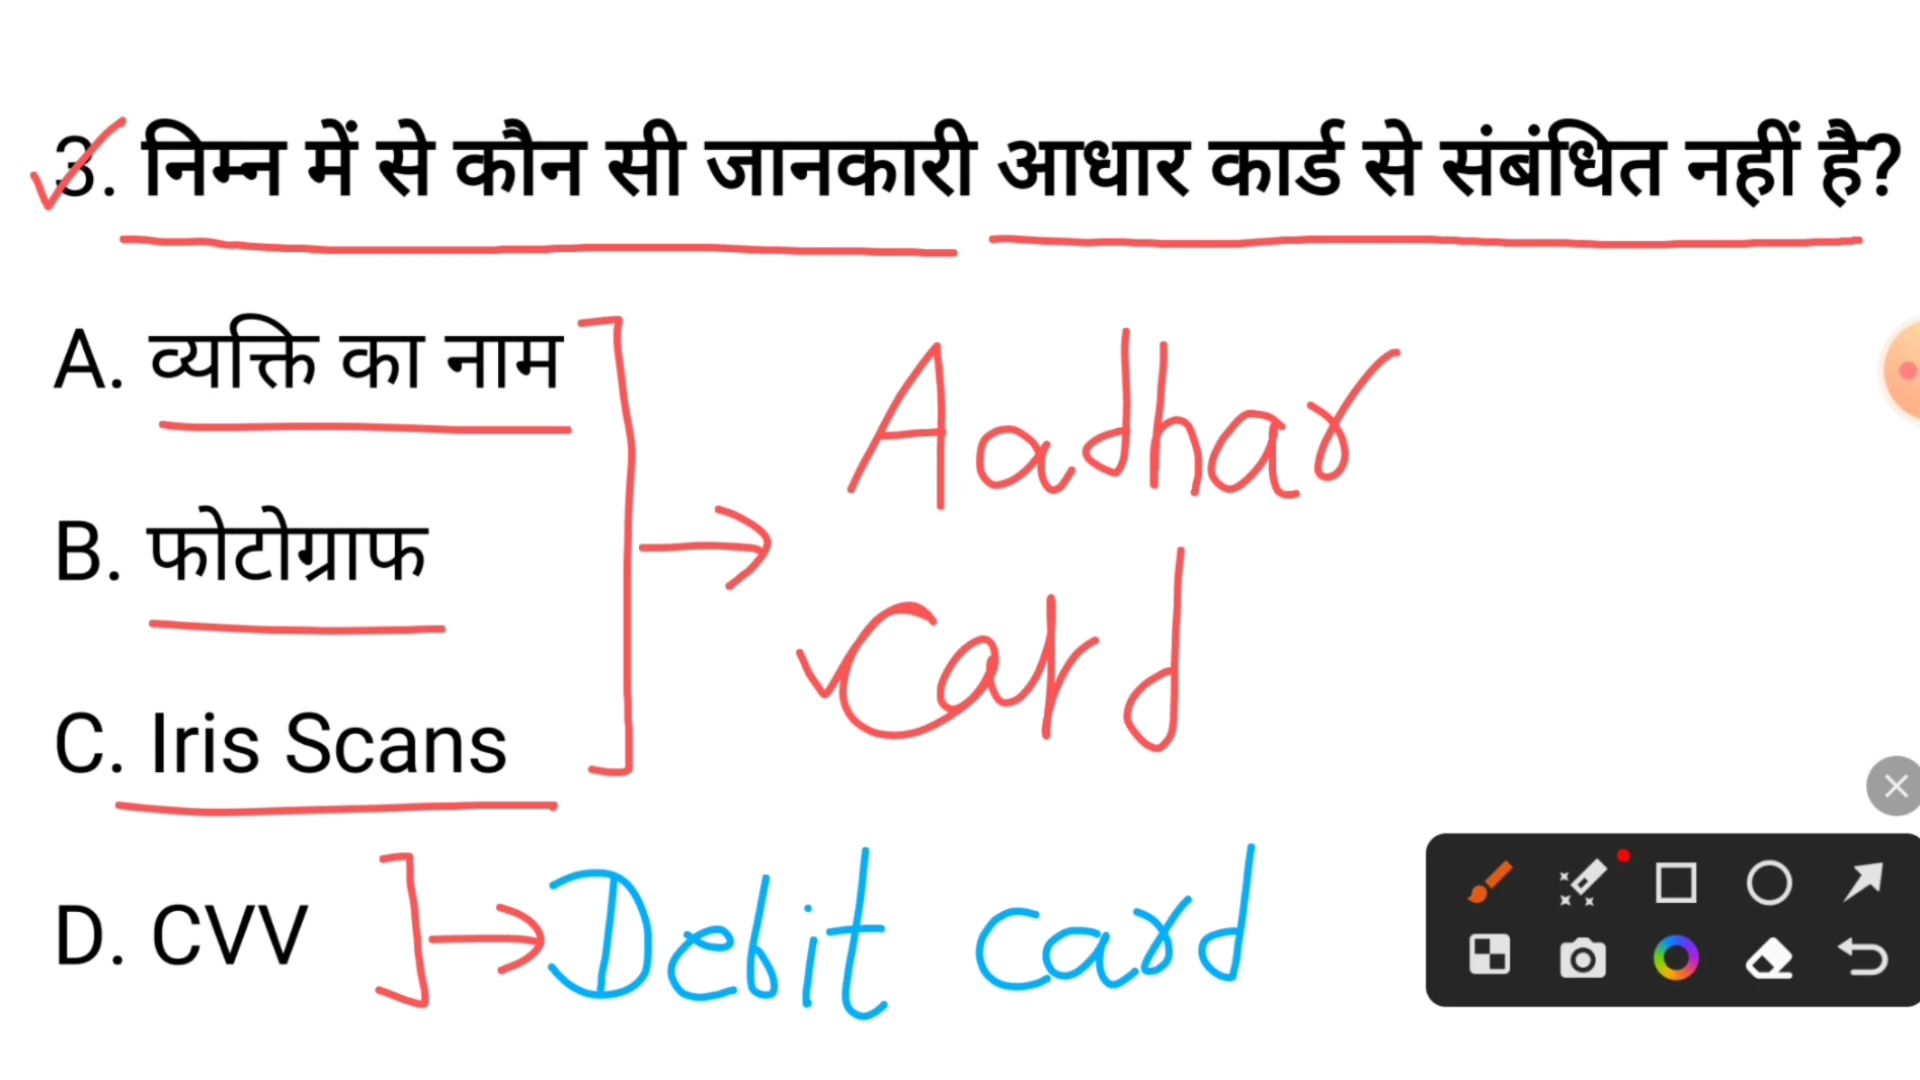 3. निम्न में से कौन सी जानकारी आधार कार्ड से संबंधित नहीं है?
A. व्यक्ति का नाम
Aadhar
B. फोटोग्राफ
Card
C. Iris Scans
D. CVV
Debit card